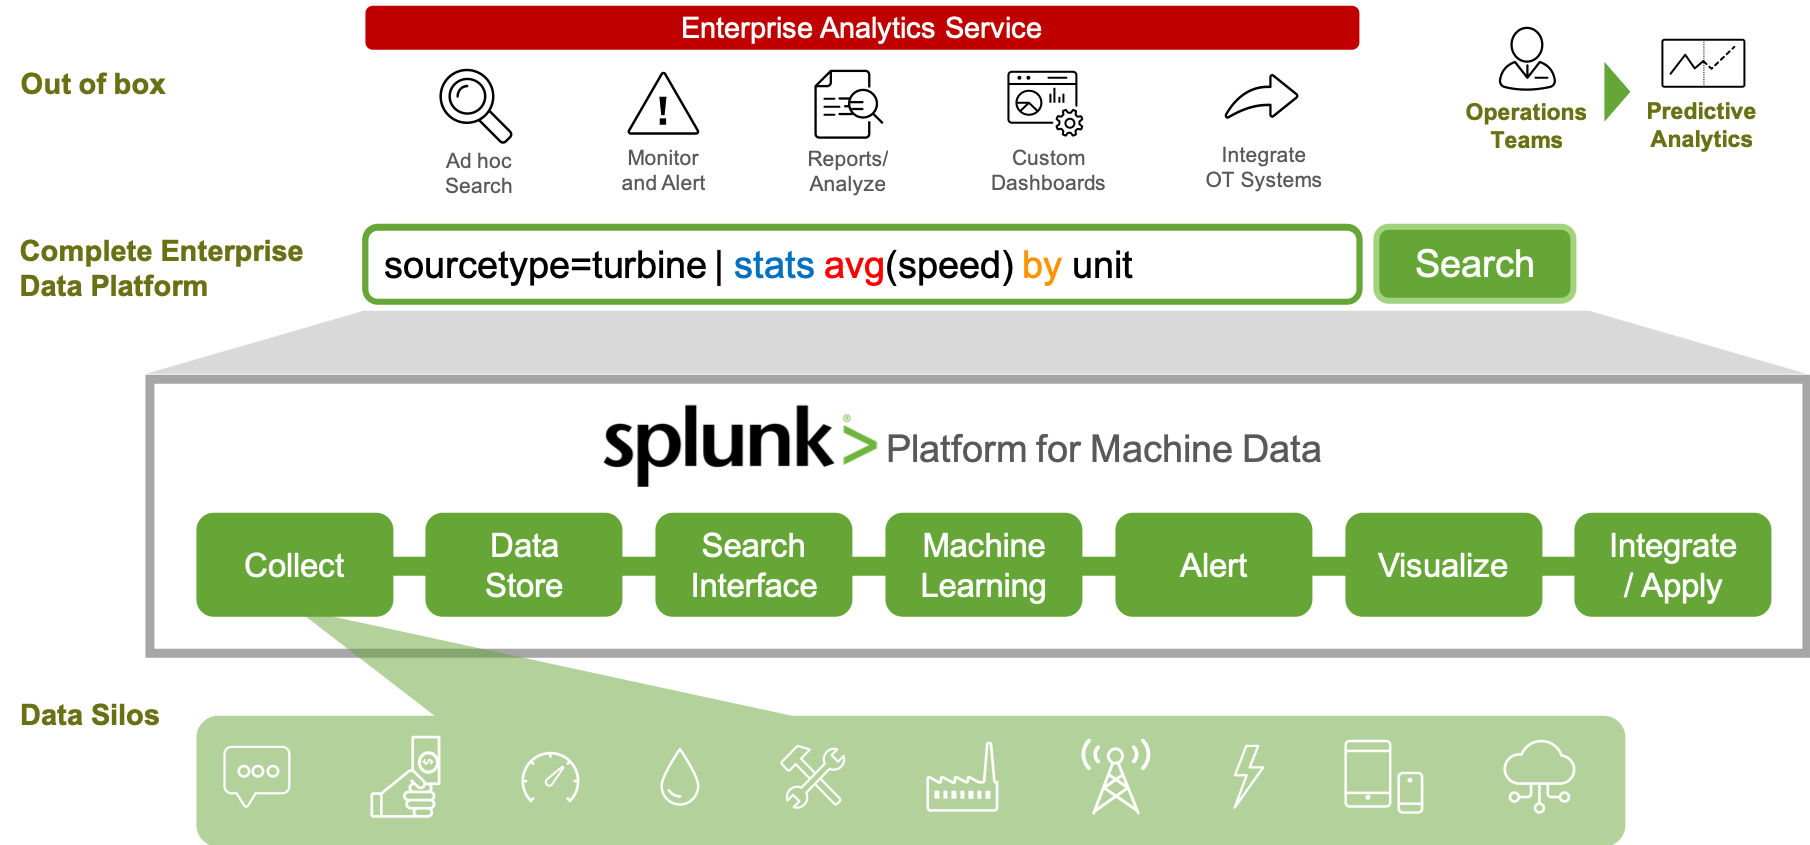 Enterprise Analytics Service
Out of box
Ad hoc
Search
Monitor
and Alert
Reports/
Analyze
Custom
Dashboards
Integrate
OT Systems
Operations
Teams
Predictive
Analytics
Complete Enterprise
Data Platform
sourcetype=turbine | stats avg(speed) by unit
Search
splunk>® Platform for Machine Data
Collect
Data
Store
Search
Interface
Machine
Learning
Alert
Visualize
Integrate
/ Apply
Data Silos